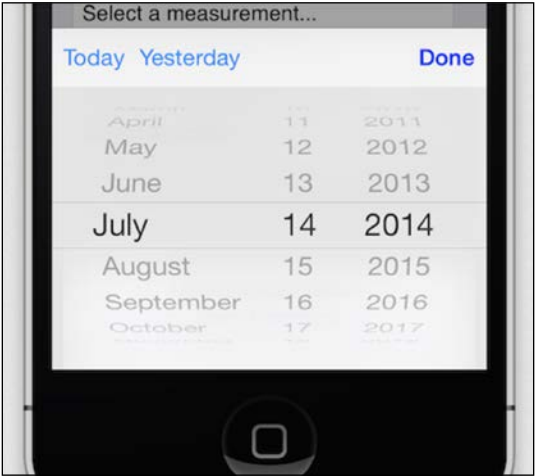 Select a measurement...
Today Yesterday Done
April 11 2011
May 12 2012
June 13 2013
July 14 2014
August 15 2015
September 16 2016
October 17 2017